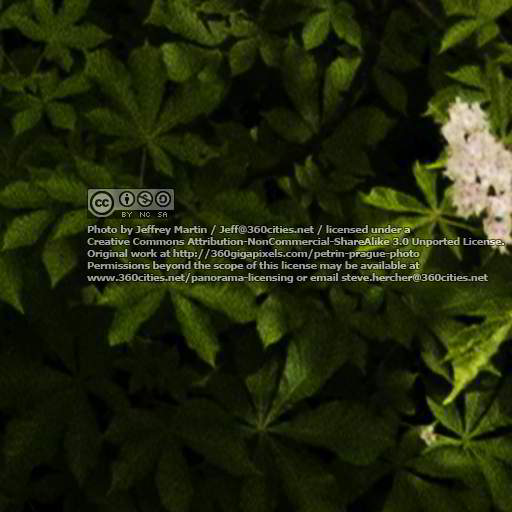 cc
BY NC SA
Photo by Jeffrey Martin / Jeff@360cities.net / licensed under a
Creative Commons Attribution-NonCommercial-ShareAlike 3.0 Unported License.
Original work at http://360gigapixels.com/petrin-prague-photo
Permissions beyond the scope of this license may be available at
www.360cities.net/panorama-licensing or email steve.hercher@360cities.net